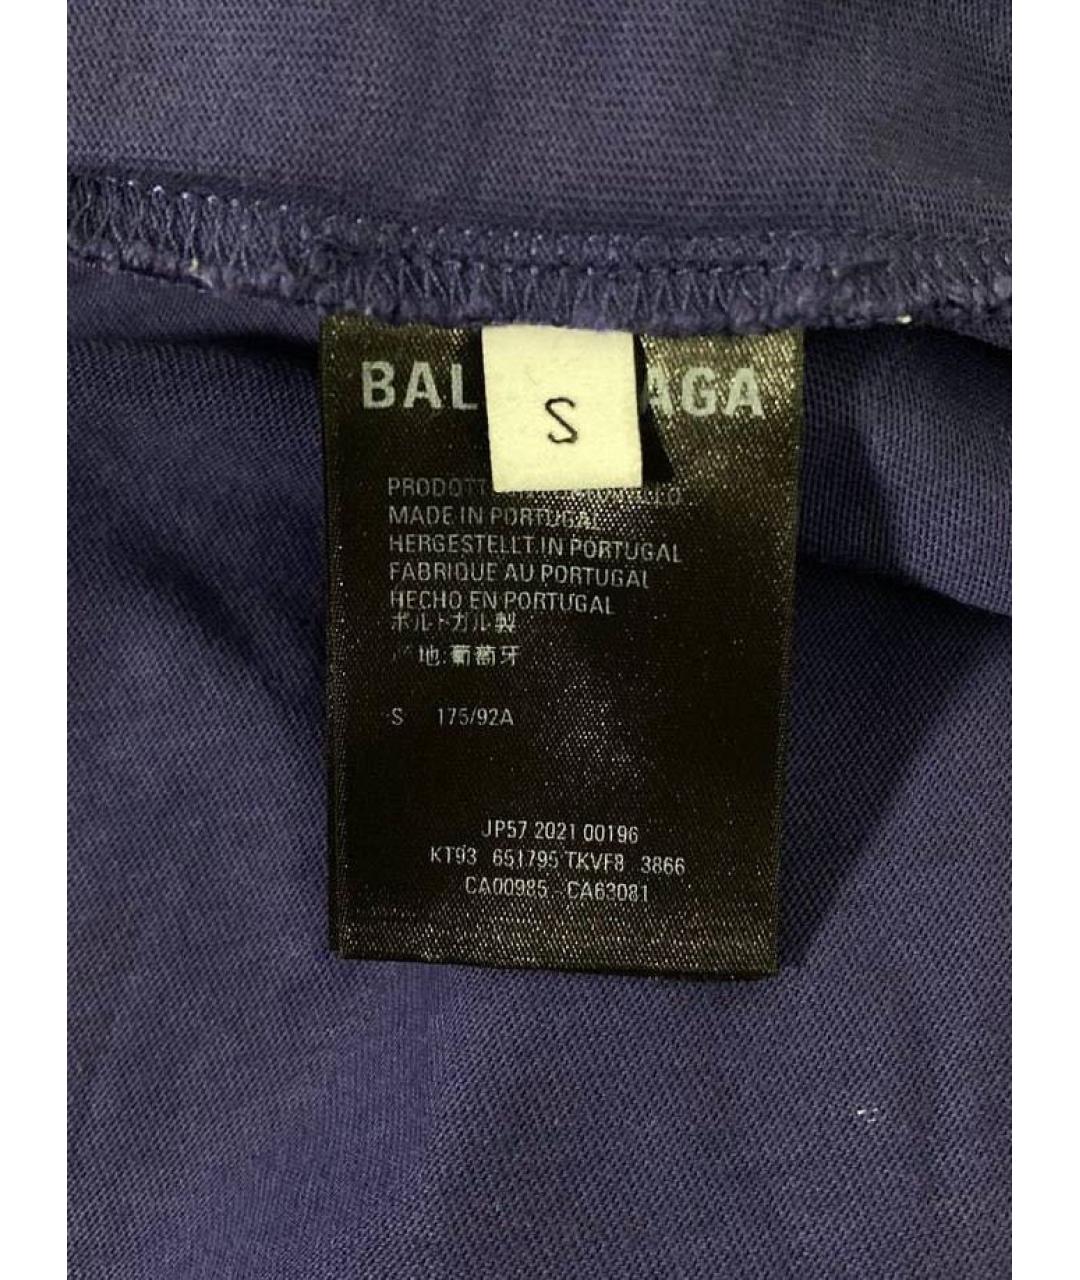 BAL AGA
S
PRODOTT
MADE IN PORTUGAL
HERGESTELLT IN PORTUGAL
FABRIQUE AU PORTUGAL
HECHO EN PORTUGAL
ポルトガル製
地:葡萄牙
S 175/92A
JP57 2021 00196
KT93 651795 TKVF8 3866
CA00985 CA63081